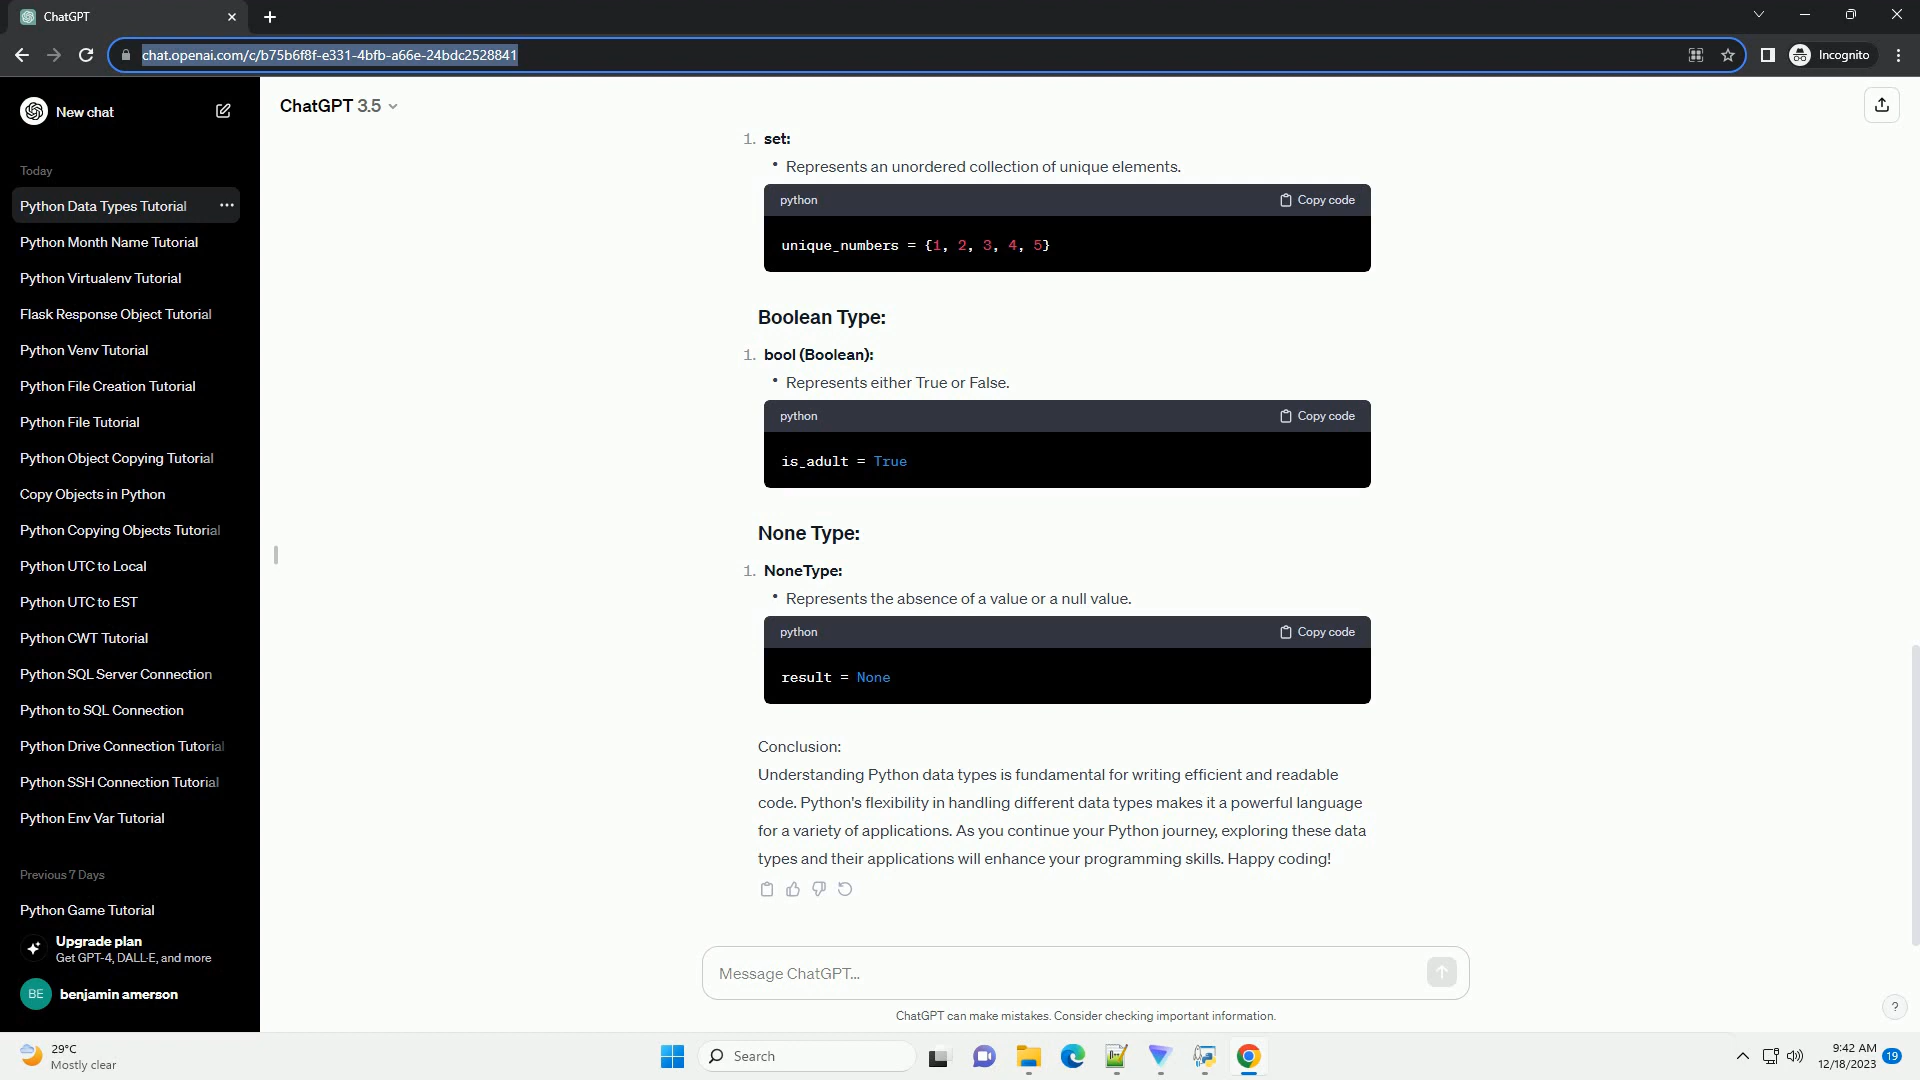 ChatGPT
chat.openai.com/c/b75b6f8f-e331-4bfb-a66e-24bdc2528841
Incognito
New chat
Today
Python Data Types Tutorial
Python Month Name Tutorial
Python Virtualenv Tutorial
Flask Response Object Tutorial
Python Venv Tutorial
Python File Creation Tutorial
Python File Tutorial
Python Object Copying Tutorial
Copy Objects in Python
Python Copying Objects Tutorial
Python UTC to Local
Python UTC to EST
Python CWT Tutorial
Python SQL Server Connection
Python to SQL Connection
Python Drive Connection Tutorial
Python SSH Connection Tutorial
Python Env Var Tutorial
Previous 7 Days
Python Game Tutorial
Upgrade plan
Get GPT-4, DALL·E, and more
BE benjamin amerson
ChatGPT 3.5
1. set:
• Represents an unordered collection of unique elements.
python Copy code
unique_numbers = {1, 2, 3, 4, 5}
Boolean Type:
1. bool (Boolean):
• Represents either True or False.
python Copy code
is_adult = True
None Type:
1. NoneType:
• Represents the absence of a value or a null value.
python Copy code
result = None
Conclusion:
Understanding Python data types is fundamental for writing efficient and readable
code. Python's flexibility in handling different data types makes it a powerful language
for a variety of applications. As you continue your Python journey, exploring these data
types and their applications will enhance your programming skills. Happy coding!
Message ChatGPT...
ChatGPT can make mistakes. Consider checking important information.
?
29°C
Mostly clear
Search
9:42 AM
12/18/2023
19